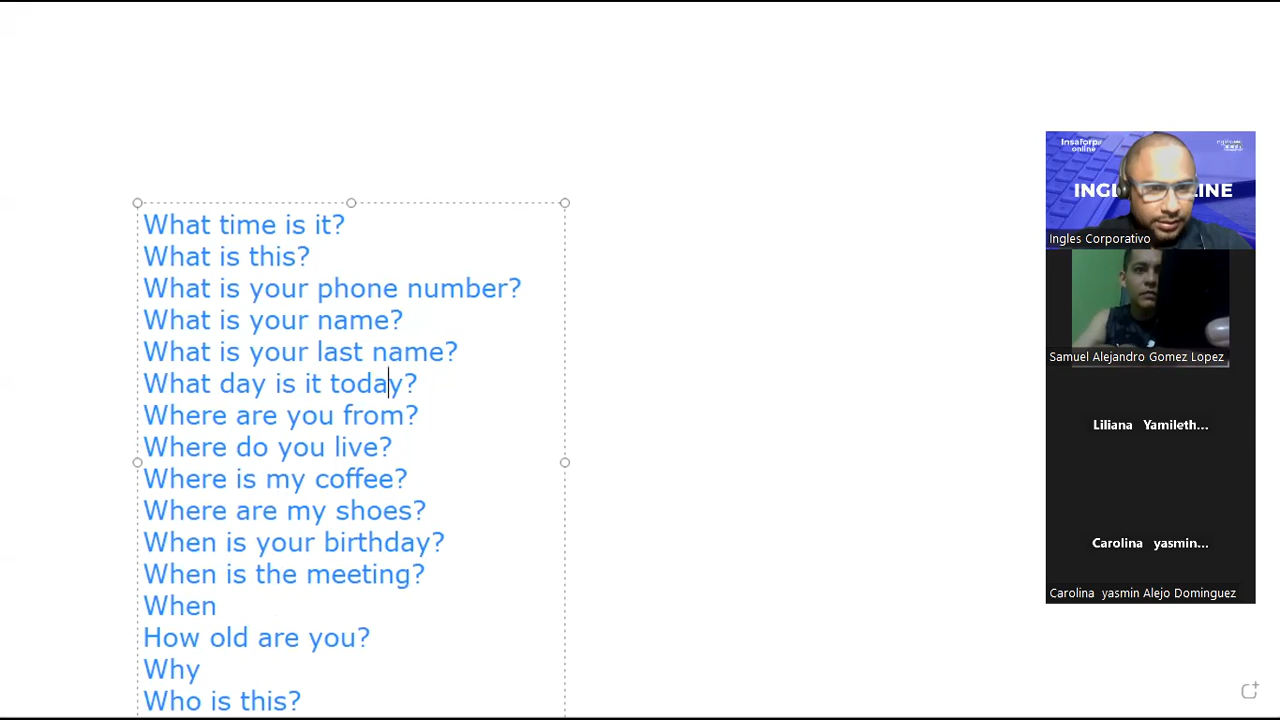 What time is it?
What is this?
What is your phone number?
What is your name?
What is your last name?
What day is it today?
Where are you from?
Where do you live?
Where is my coffee?
Where are my shoes?
When is your birthday?
When is the meeting?
When
How old are you?
Why
Who is this?
Insaforp
online
Ingles Corporativo
Samuel Alejandro Gomez Lopez
Liliana Yamileth...
Carolina yasmin...
Carolina yasmin Alejo Dominguez